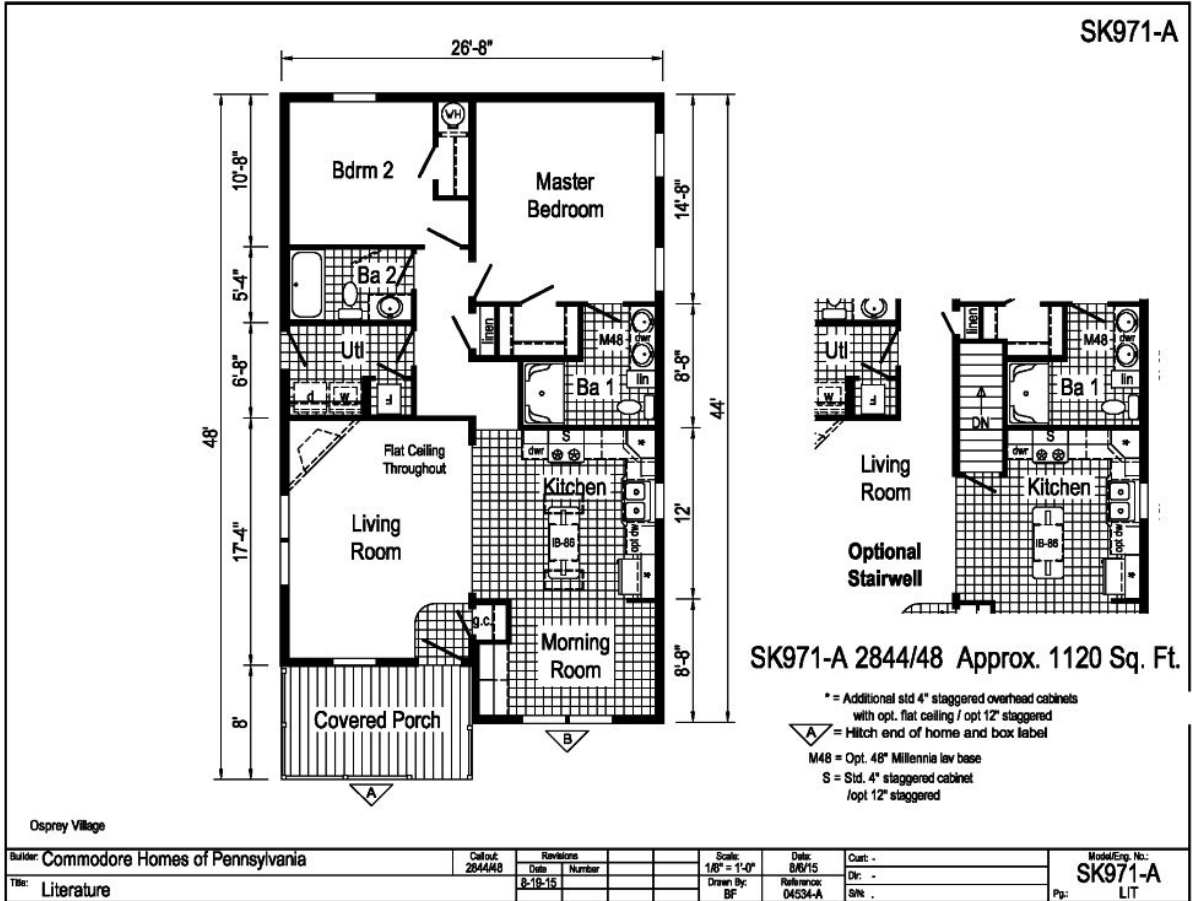 SK971-A
26'-8"
48'
10'-8"
5'-4"
6'-8"
17'-4"
8'
14'-8"
8'-8"
12'
8'-8"
44'
Bdrm 2
WH
Master
Bedroom
Ba 2
linen
M48
dwr
Utl
Ba 1
lin
d
w
F
Flat Ceiling
Throughout
S
dwr
*
Kitchen
Living
Room
IB-86
opt dw
*
g.c.
Morning
Room
Covered Porch
B
A
linen
M48
dwr
Utl
Ba 1
lin
w
F
DN
S
dwr
*
Living
Room
Kitchen
Optional
Stairwell
IB-86
opt dw
*
SK971-A 2844/48 Approx. 1120 Sq. Ft.
* = Additional std 4" staggered overhead cabinets
with opt. flat ceiling / opt 12" staggered
A = Hitch end of home and box label
M48 = Opt. 48" Millennia lav base
S = Std. 4" staggered cabinet
/opt 12" staggered
Osprey Village
Builder: Commodore Homes of Pennsylvania
Title: Literature
Callout:
2844/48
Revisions
Date Number
8-19-15
Scale:
1/8" = 1'-0"
Drawn By:
BF
Date:
8/6/15
Reference:
04534-A
Cust: -
Dir: -
S/N: .
Model/Eng. No.:
SK971-A
Pg.: LIT